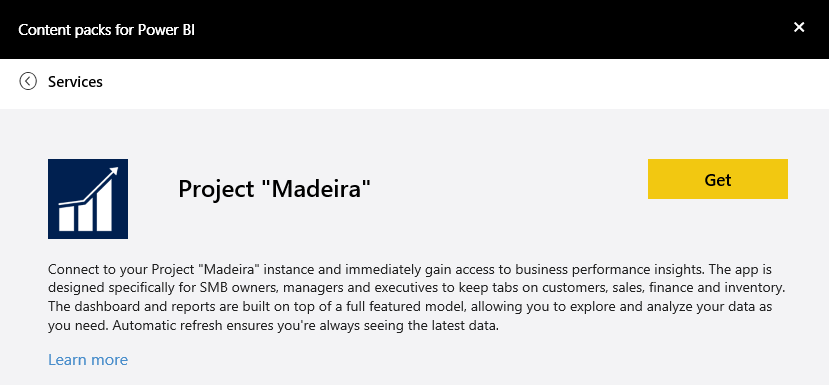 Content packs for Power BI
Services
Project "Madeira"
Get
Connect to your Project "Madeira" instance and immediately gain access to business performance insights. The app is
designed specifically for SMB owners, managers and executives to keep tabs on customers, sales, finance and inventory.
The dashboard and reports are built on top of a full featured model, allowing you to explore and analyze your data as
you need. Automatic refresh ensures you're always seeing the latest data.
Learn more